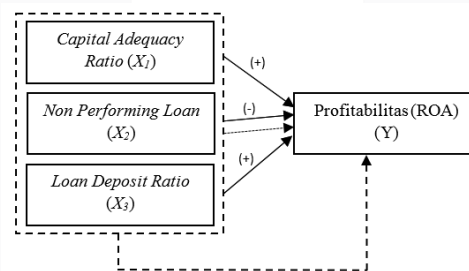 Capital Adequacy
Ratio (X1)
(+)
Non Performing Loan
(X2)
(-)
Profitabilitas (ROA)
(Y)
(+)
Loan Deposit Ratio
(X3)